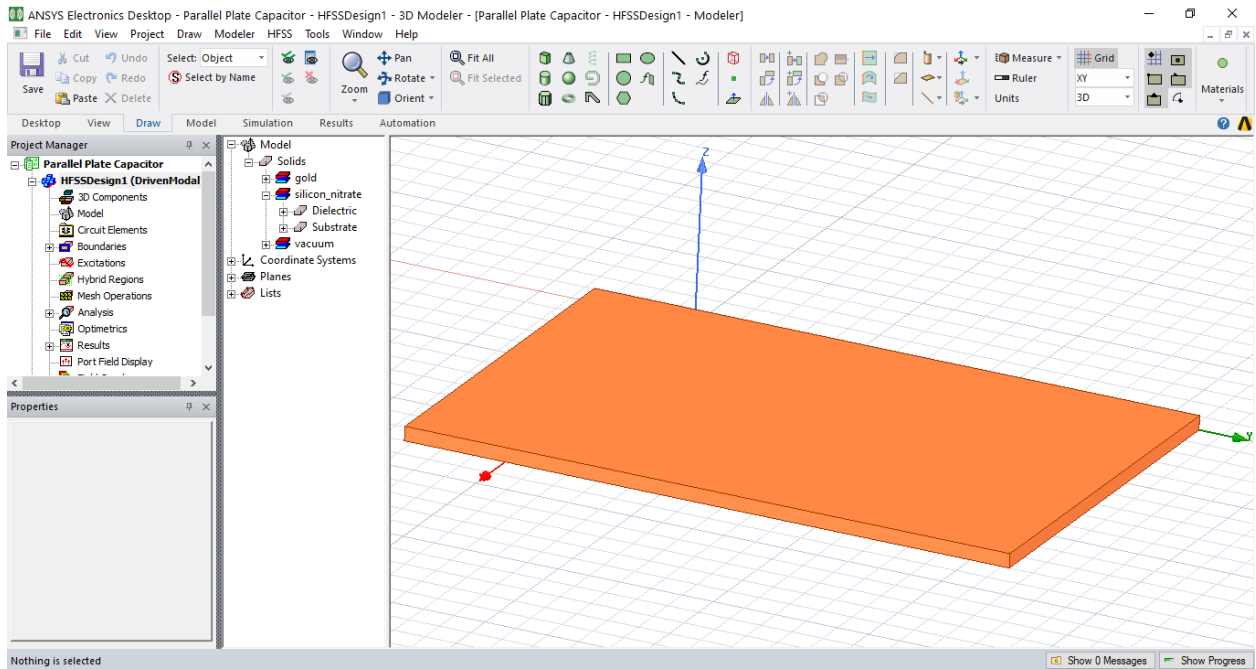 ANSYS Electronics Desktop - Parallel Plate Capacitor - HFSSDesign1 - 3D Modeler - [Parallel Plate Capacitor - HFSSDesign1 - Modeler]
File Edit View Project Draw Modeler HFSS Tools Window Help
Save
Cut
Copy
Paste
Undo
Redo
Delete
Select: Object
Select by Name
Zoom
Pan
Rotate
Orient
Fit All
Fit Selected
Measure
Ruler
Units
Grid
XY
3D
Materials
Desktop View Draw Model Simulation Results Automation
Project Manager
Parallel Plate Capacitor
HFSSDesign1 (DrivenModal
3D Components
Model
Circuit Elements
Boundaries
Excitations
Hybrid Regions
Mesh Operations
Analysis
Optimetrics
Results
Port Field Display
Properties
Model
Solids
gold
silicon_nitrate
Dielectric
Substrate
vacuum
Coordinate Systems
Planes
Lists
Z
Y
Nothing is selected
Show 0 Messages
Show Progress